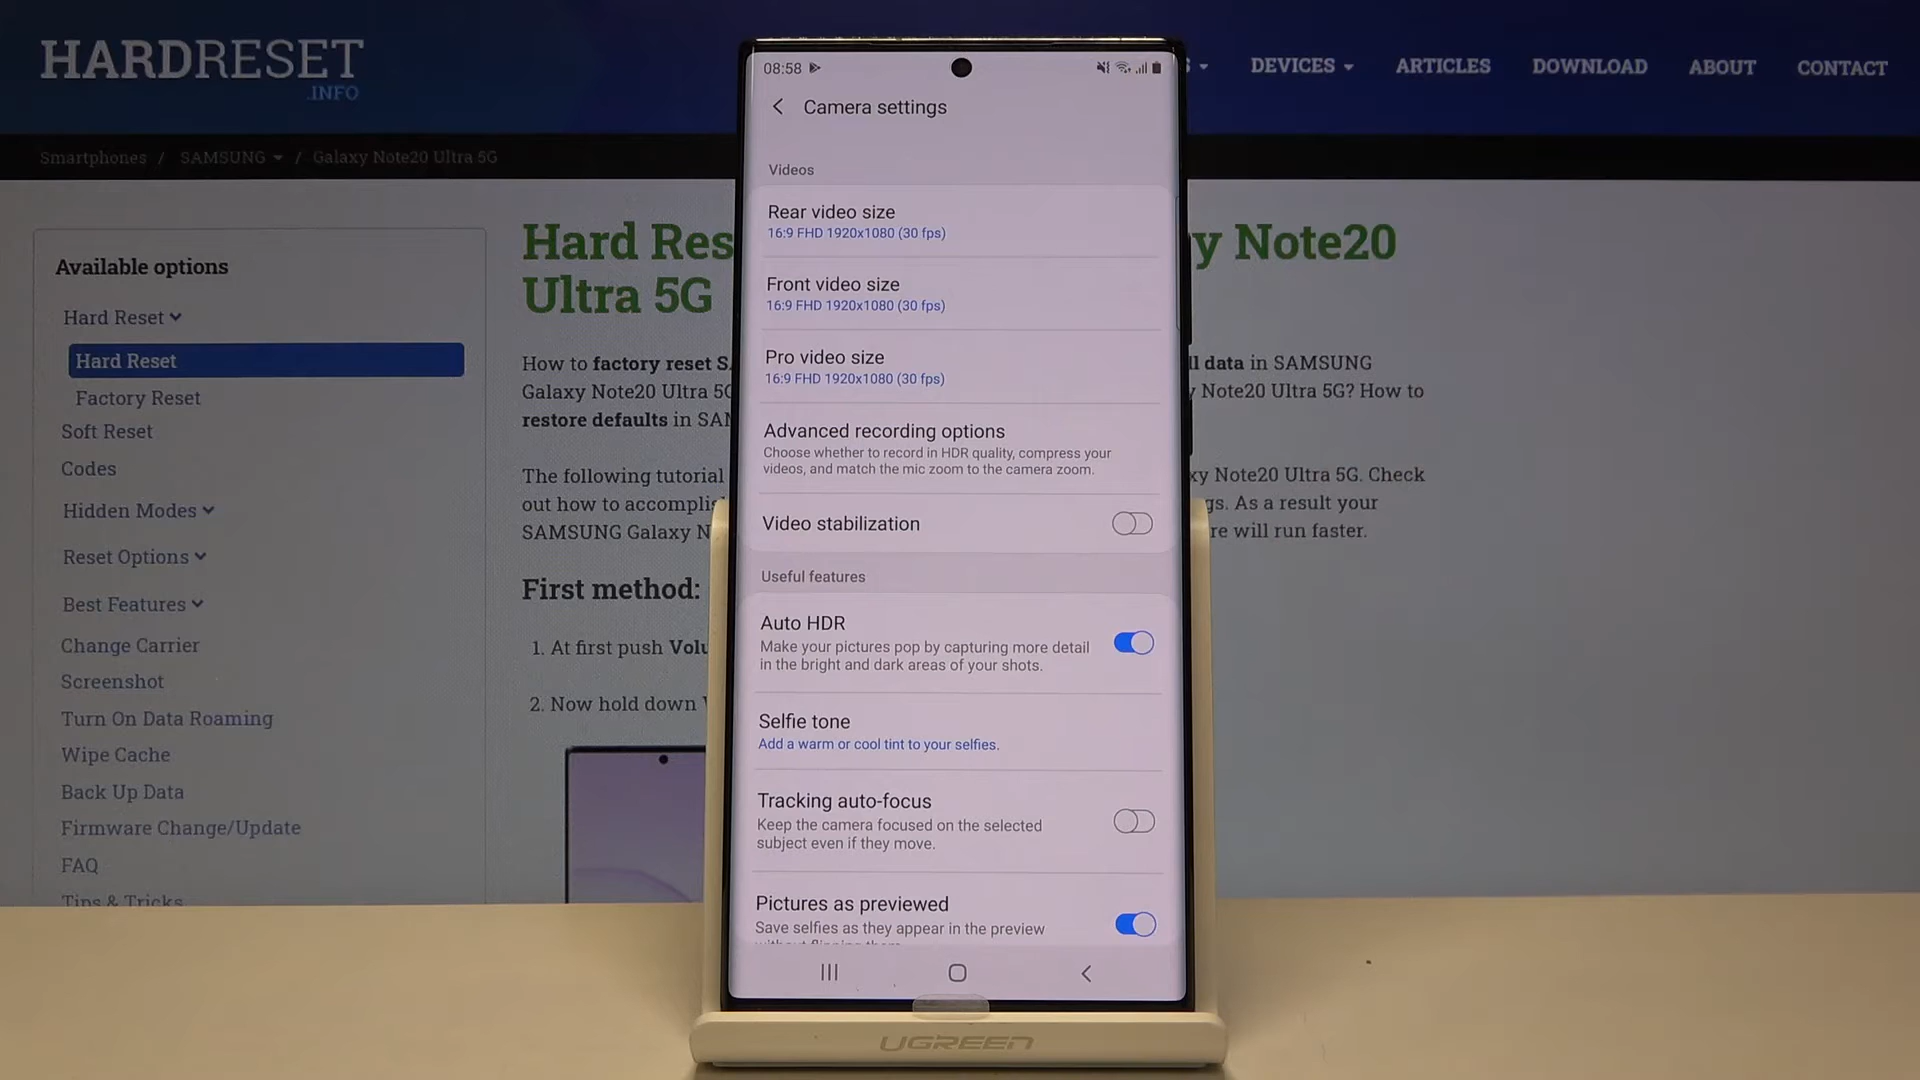 HARDRESET
.INFO
DEVICES
ARTICLES
DOWNLOAD
ABOUT
CONTACT
Smartphones / SAMSUNG / Galaxy Note20 Ultra 5G
Available options
Hard Reset
Hard Reset
Factory Reset
Soft Reset
Codes
Hidden Modes
Reset Options
Best Features
Change Carrier
Screenshot
Turn On Data Roaming
Wipe Cache
Back Up Data
Firmware Change/Update
FAQ
Tips & Tricks
Hard Res
y Note20
Ultra 5G
How to factory reset S
ll data in SAMSUNG
Galaxy Note20 Ultra 5G
y Note20 Ultra 5G? How to
restore defaults in SAM
The following tutorial
xy Note20 Ultra 5G. Check
out how to accomplis
gs. As a result your
SAMSUNG Galaxy N
re will run faster.
First method:
1. At first push Volu
2. Now hold down V
08:58
Camera settings
Videos
Rear video size
16:9 FHD 1920x1080 (30 fps)
Front video size
16:9 FHD 1920x1080 (30 fps)
Pro video size
16:9 FHD 1920x1080 (30 fps)
Advanced recording options
Choose whether to record in HDR quality, compress your
videos, and match the mic zoom to the camera zoom.
Video stabilization
Useful features
Auto HDR
Make your pictures pop by capturing more detail
in the bright and dark areas of your shots.
Selfie tone
Add a warm or cool tint to your selfies.
Tracking auto-focus
Keep the camera focused on the selected
subject even if they move.
Pictures as previewed
Save selfies as they appear in the preview
without flipping them.
UGREEN